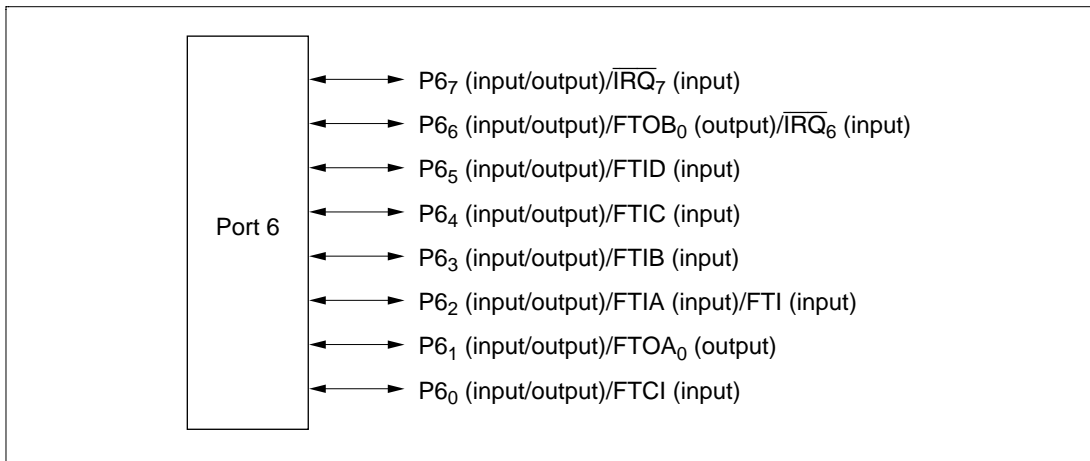 Port 6
P6₇ (input/output)/I̅R̅Q̅₇ (input)
P6₆ (input/output)/FTOB₀ (output)/I̅R̅Q̅₆ (input)
P6₅ (input/output)/FTID (input)
P6₄ (input/output)/FTIC (input)
P6₃ (input/output)/FTIB (input)
P6₂ (input/output)/FTIA (input)/FTI (input)
P6₁ (input/output)/FTOA₀ (output)
P6₀ (input/output)/FTCI (input)